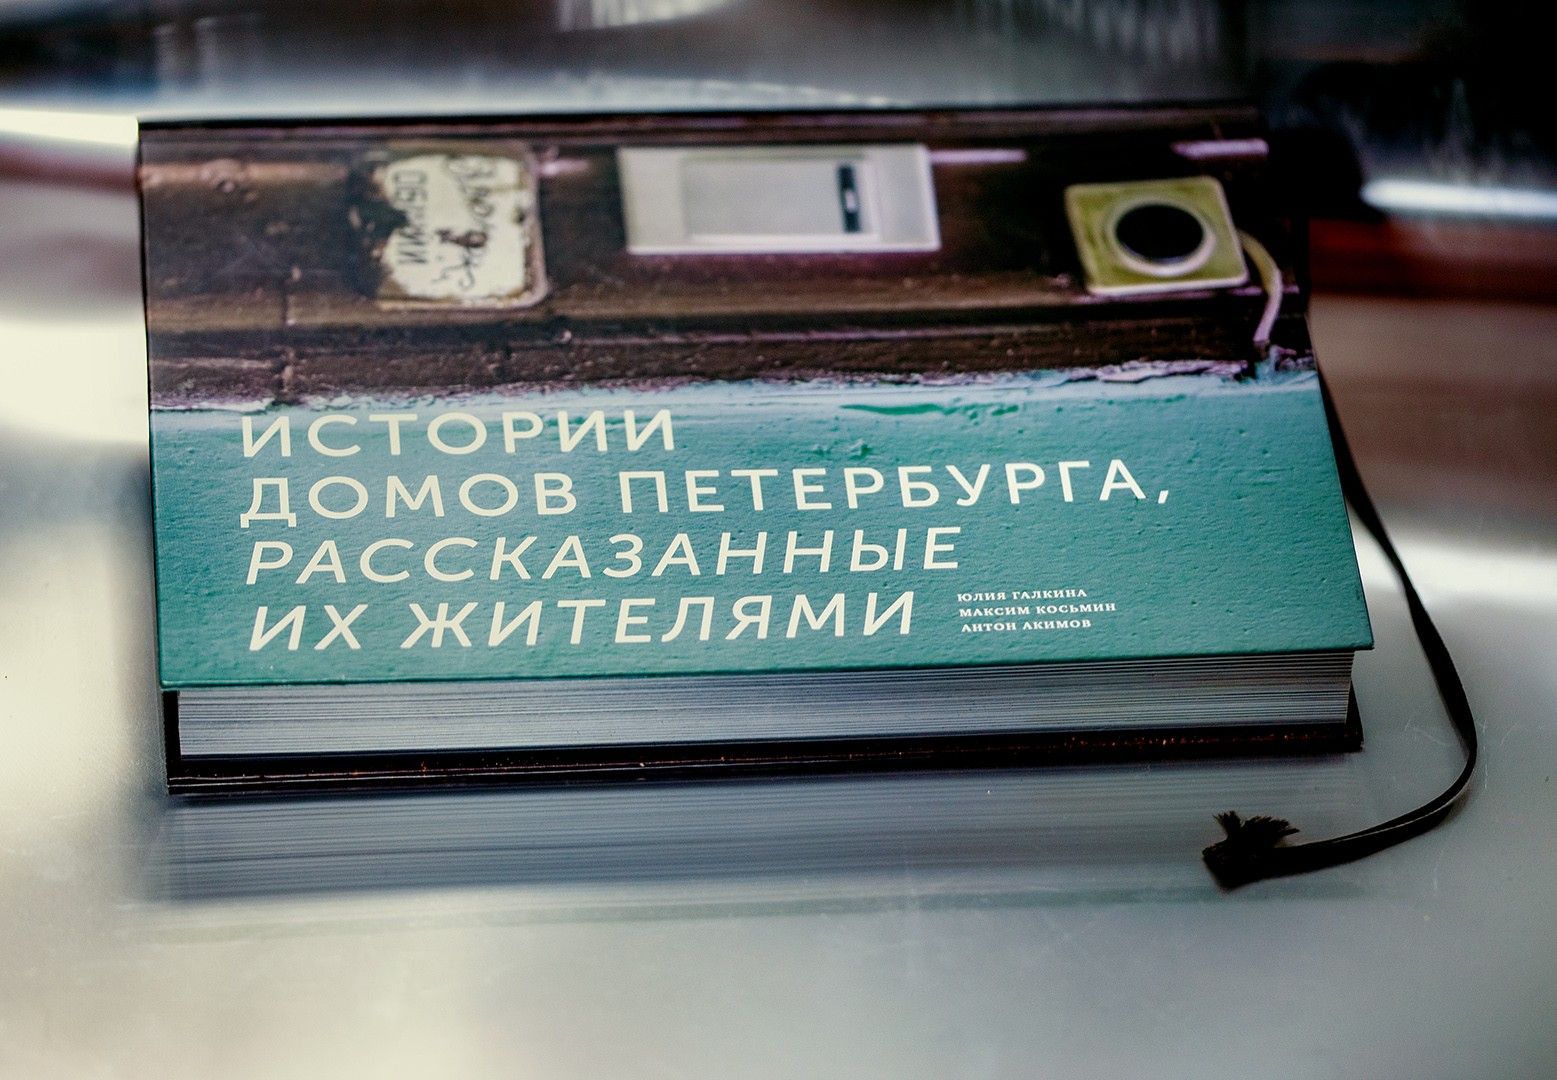 ИСТОРИИ
ДОМОВ ПЕТЕРБУРГА,
РАССКАЗАННЫЕ
ИХ ЖИТЕЛЯМИ
ЮЛИЯ ГАЛКИНА
МАКСИМ КОСЬМИН
АНТОН АКИМОВ